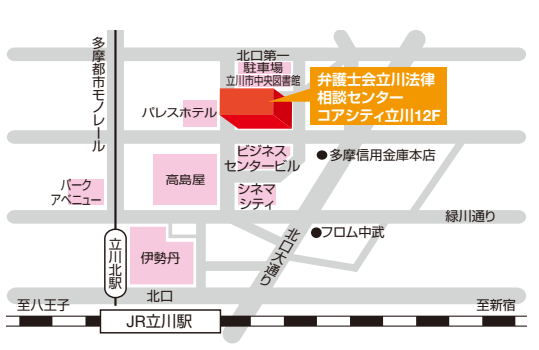 多摩都市モノレール
北口第一
駐車場
立川市中央図書館
弁護士会立川法律
相談センター
コアシティ立川12F
パレスホテル
ビジネス
センタービル
多摩信用金庫本店
高島屋
シネマ
シティ
パーク
アベニュー
緑川通り
フロム中武
北口大通り
立川北駅
伊勢丹
北口
至八王子
至新宿
JR立川駅